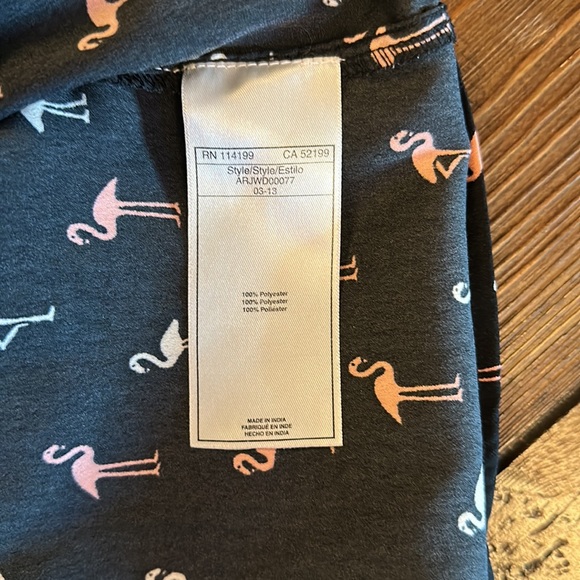 RN 114199 CA 52199
Style/Style/Estilo
ARJWD00077
03-13
100% Polyester
100% Polyester
100% Poliester
MADE IN INDIA
FABRIQUÉ EN INDE
HECHO EN INDIA